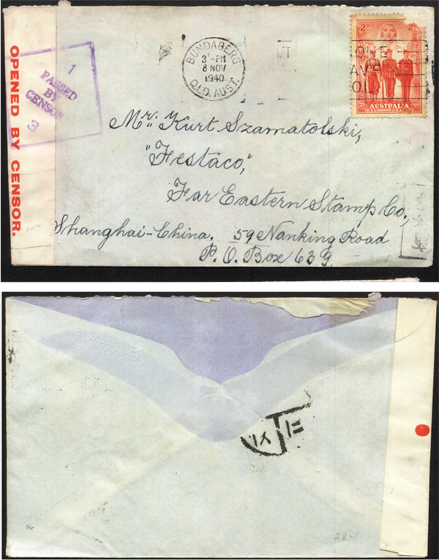 OPENED BY CENSOR.
1
PASSED
BY
CENSOR
3
BUNDABERG
3-PM
8 NOV
1940
QLD. AUST.
2
AUSTRALIA
Mr. Kurt Szamatolski,
"Festaco,"
Far Eastern Stamp Co.,
Shanghai-China. 59 Nanking Road
P. O. Box 639